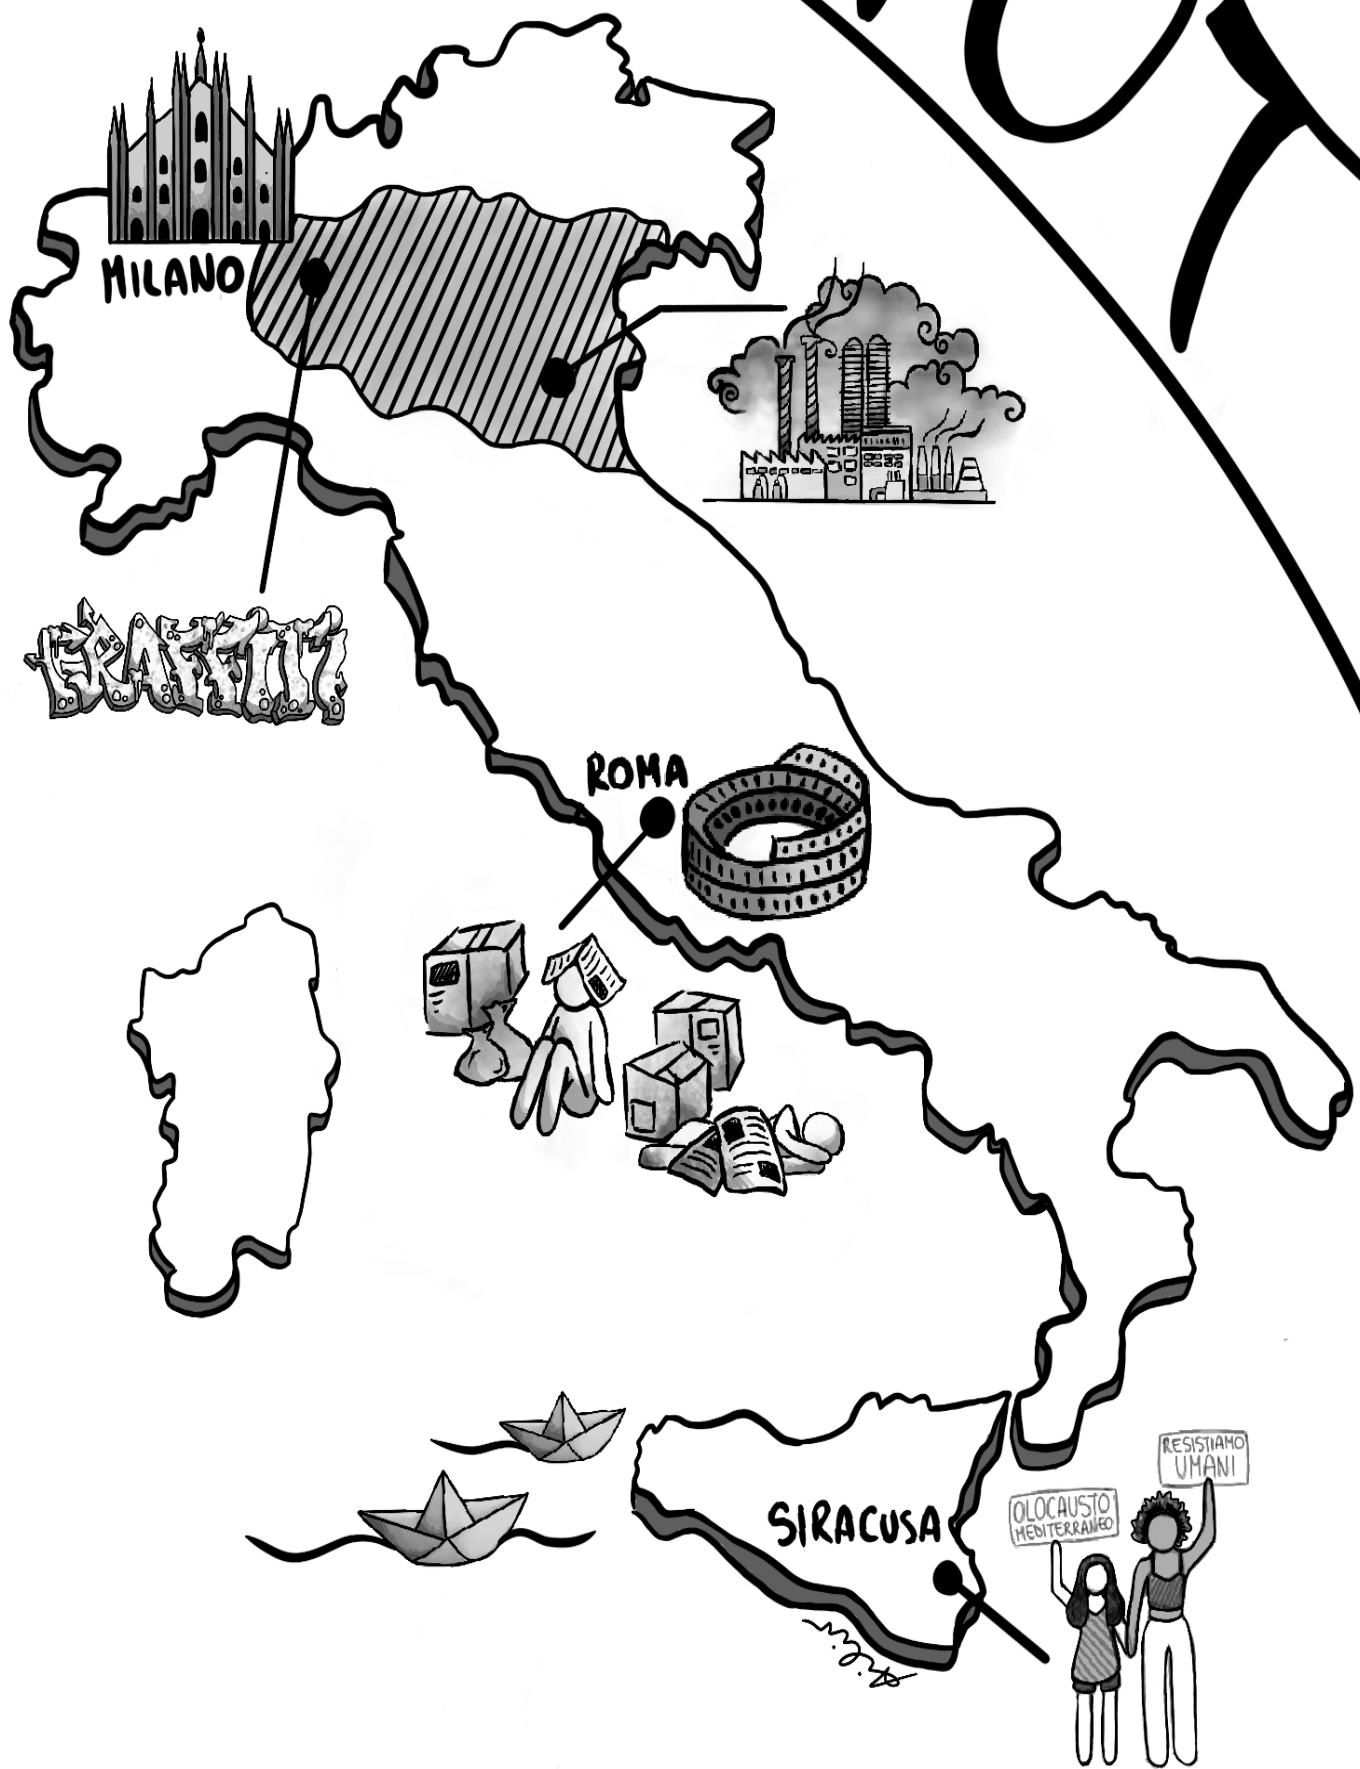 MILANO
GRAFFITI
ROMA
SIRACUSA
RESISTIAMO
UMANI
OLOCAUSTO
MEDITERRANEO